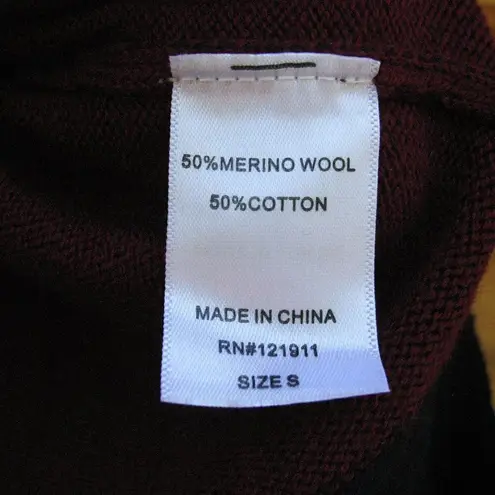 50%MERINO WOOL
50%COTTON
MADE IN CHINA
RN#121911
SIZE S